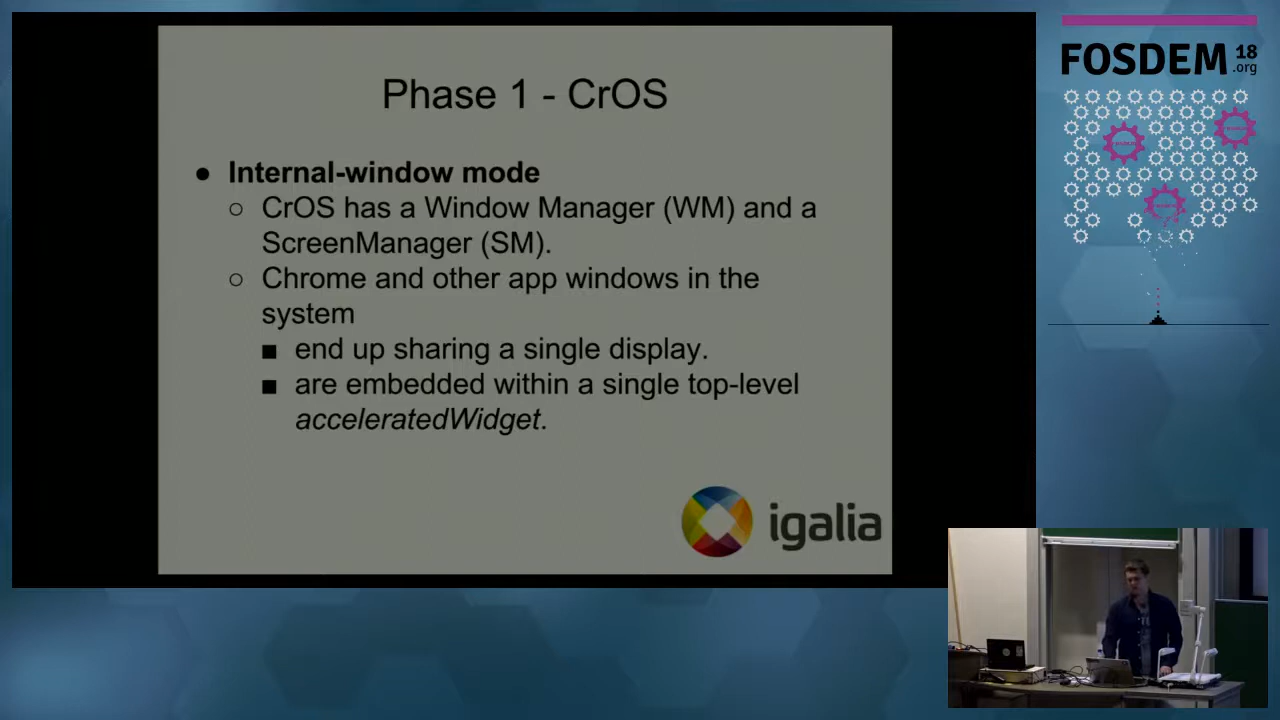 Phase 1 - CrOS
● Internal-window mode
○ CrOS has a Window Manager (WM) and a
ScreenManager (SM).
○ Chrome and other app windows in the
system
■ end up sharing a single display.
■ are embedded within a single top-level
acceleratedWidget.
igalia
FOSDEM 18
.org